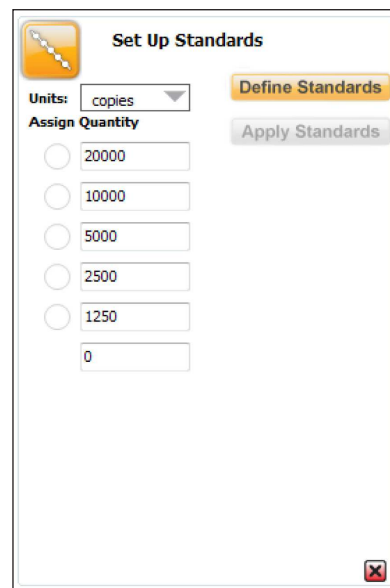 Set Up Standards
Define Standards
Units: copies
Assign Quantity
Apply Standards
20000
10000
5000
2500
1250
0